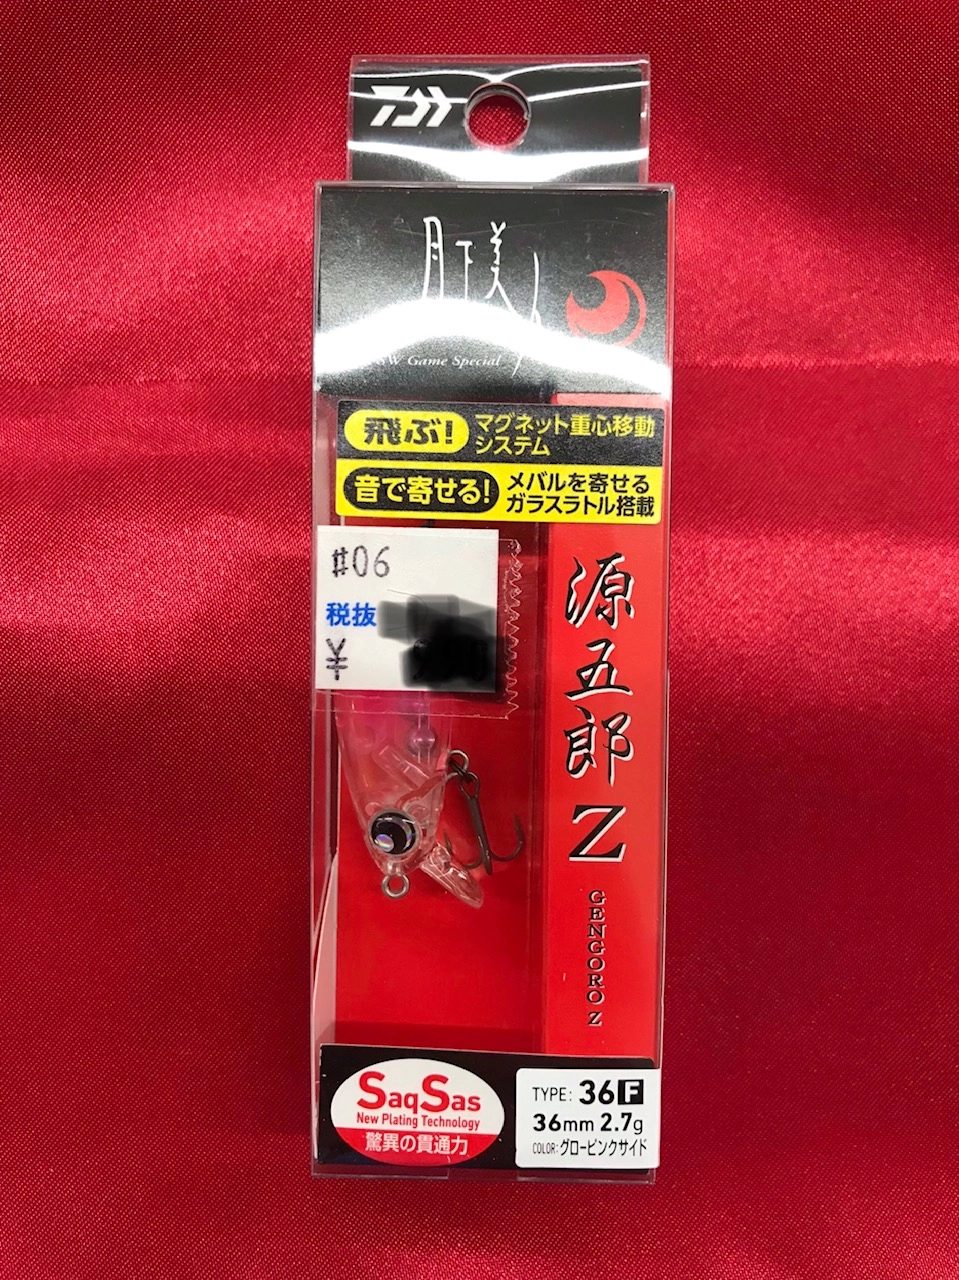 月下美人
SW Game Special
飛ぶ!
マグネット重心移動
システム
音で寄せる!
メバルを寄せる
ガラスラトル搭載
#06
税抜
¥
源五郎Z
GENGORO Z
SaqSas
New Plating Technology
驚異の貫通力
TYPE: 36F
36mm 2.7g
COLOR:グローピンクサイド